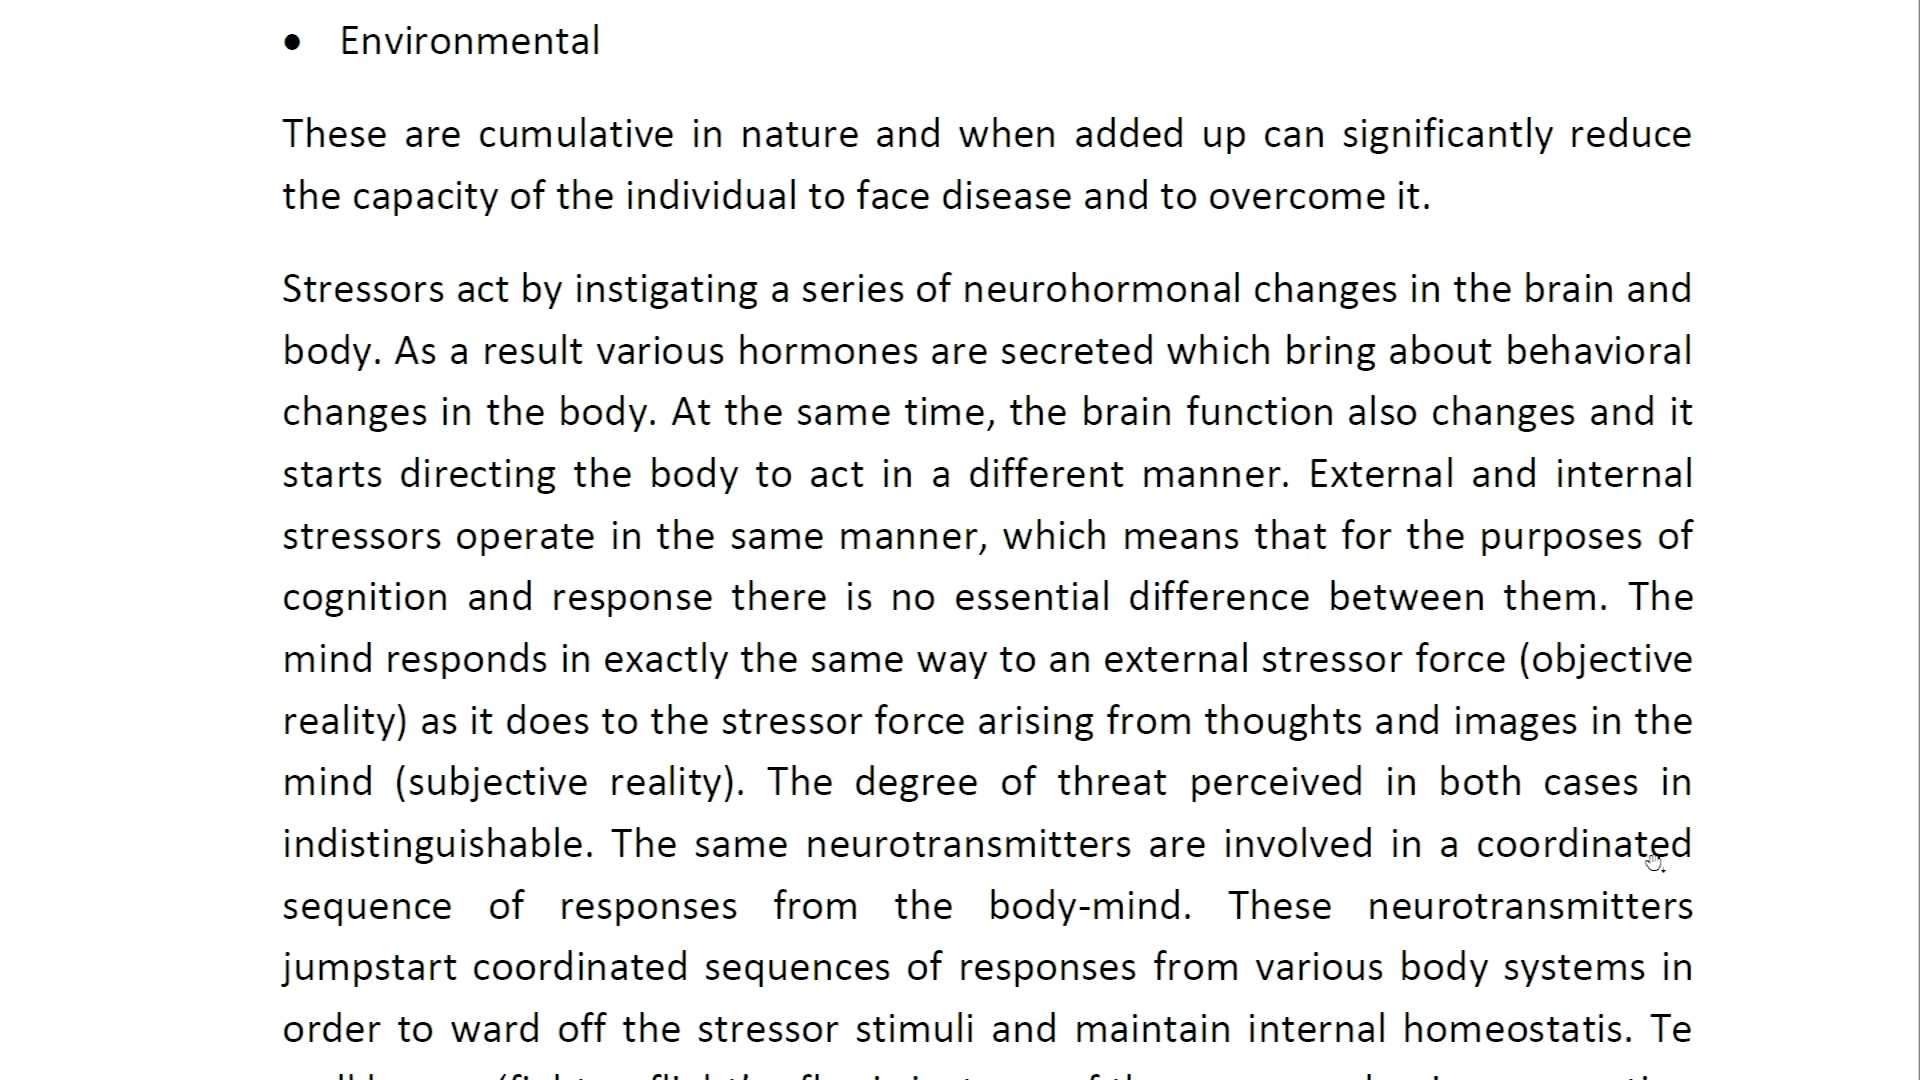 • Environmental
These are cumulative in nature and when added up can significantly reduce
the capacity of the individual to face disease and to overcome it.
Stressors act by instigating a series of neurohormonal changes in the brain and
body. As a result various hormones are secreted which bring about behavioral
changes in the body. At the same time, the brain function also changes and it
starts directing the body to act in a different manner. External and internal
stressors operate in the same manner, which means that for the purposes of
cognition and response there is no essential difference between them. The
mind responds in exactly the same way to an external stressor force (objective
reality) as it does to the stressor force arising from thoughts and images in the
mind (subjective reality). The degree of threat perceived in both cases in
indistinguishable. The same neurotransmitters are involved in a coordinated
sequence of responses from the body-mind. These neurotransmitters
jumpstart coordinated sequences of responses from various body systems in
order to ward off the stressor stimuli and maintain internal homeostatis. Te